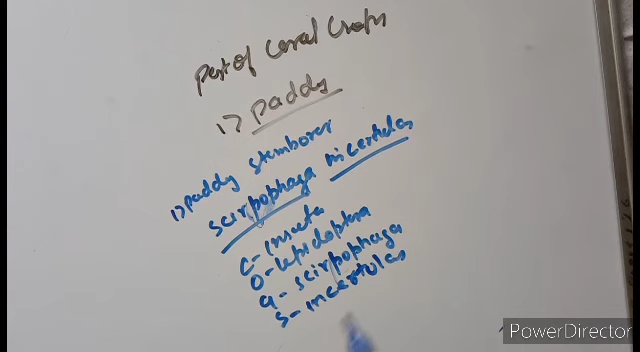 Pest of Cereal Crops
1) paddy
1) paddy stemborer
scirpophaga incertulas
C- insecta
O- lepidoptera
G- scirpophaga
S- incertulas
PowerDirector